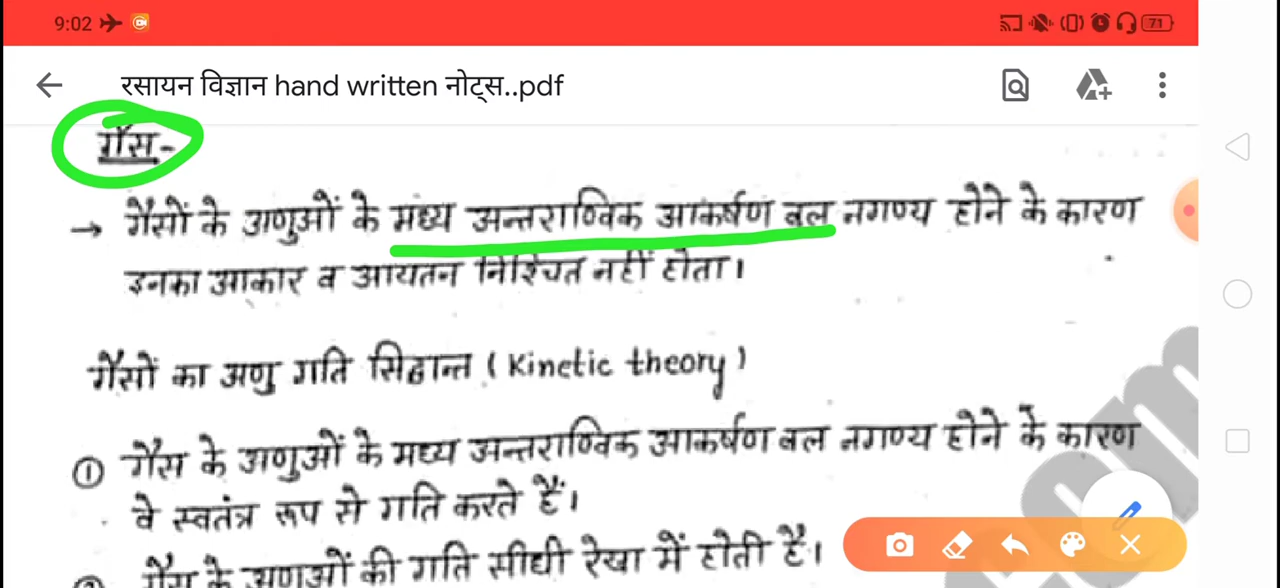 9:02
71
रसायन विज्ञान hand written नोट्स..pdf
गैस-
→ गैसों के अणुओं के मध्य अन्तराण्विक आकर्षण बल नगण्य होने के कारण
उनका आकार व आयतन निश्चित नहीं होता।
गैसों का अणु गति सिद्धान्त (Kinetic theory)
① गैस के अणुओं के मध्य अन्तराण्विक आकर्षण बल नगण्य होने के कारण
वे स्वतंत्र रूप से गति करते हैं।
गैस के अणुओं की गति सीधी रेखा में होती है।